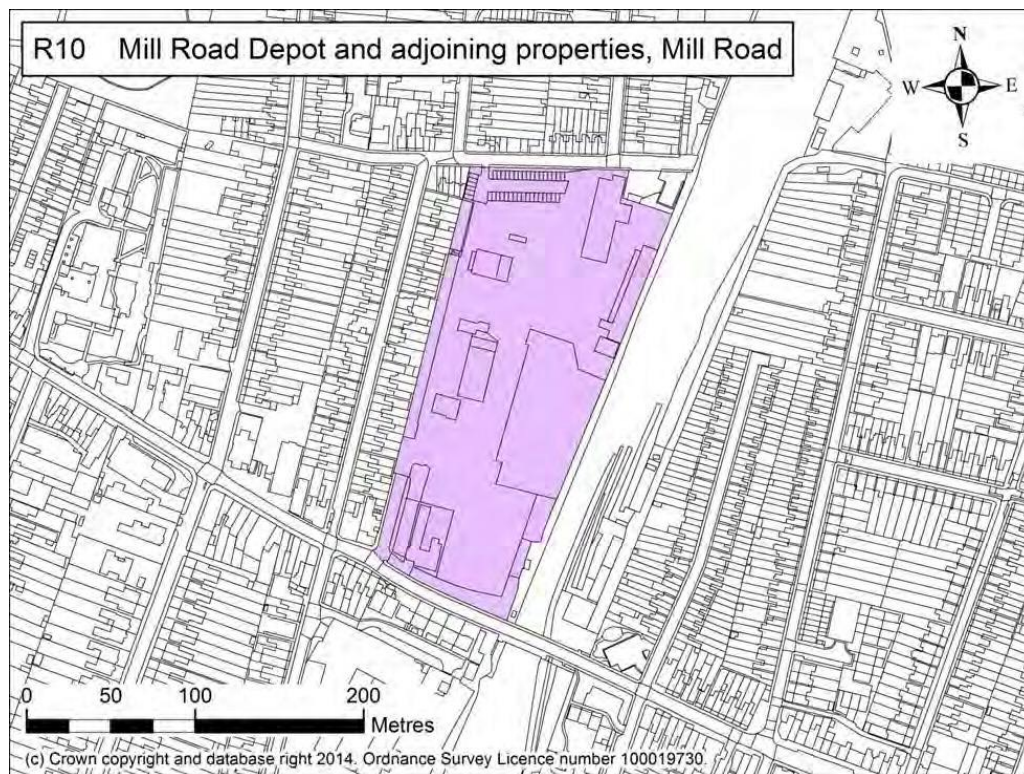 R10 Mill Road Depot and adjoining properties, Mill Road
N
W E
S
0 50 100 200
Metres
(c) Crown copyright and database right 2014. Ordnance Survey Licence number 100019730.